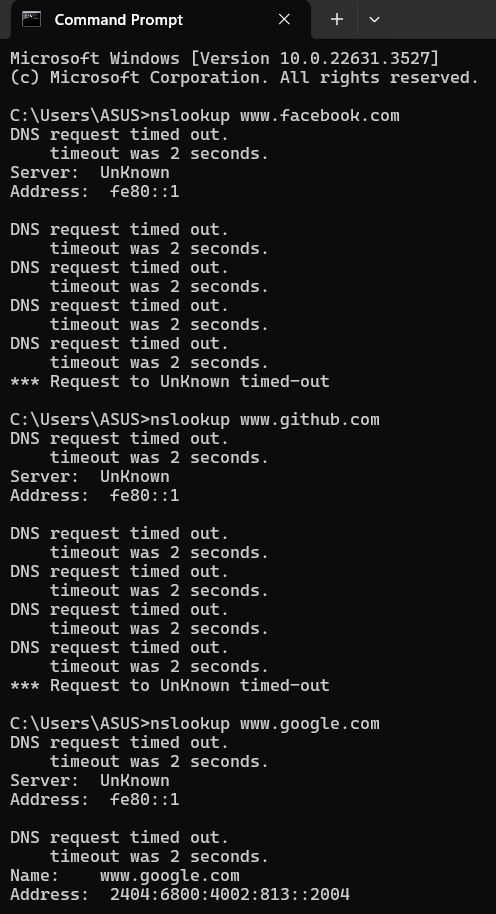 Command Prompt
Microsoft Windows [Version 10.0.22631.3527]
(c) Microsoft Corporation. All rights reserved.
C:\Users\ASUS>nslookup www.facebook.com
DNS request timed out.
    timeout was 2 seconds.
Server:  UnKnown
Address:  fe80::1
DNS request timed out.
    timeout was 2 seconds.
DNS request timed out.
    timeout was 2 seconds.
DNS request timed out.
    timeout was 2 seconds.
DNS request timed out.
    timeout was 2 seconds.
*** Request to UnKnown timed-out
C:\Users\ASUS>nslookup www.github.com
DNS request timed out.
    timeout was 2 seconds.
Server:  UnKnown
Address:  fe80::1
DNS request timed out.
    timeout was 2 seconds.
DNS request timed out.
    timeout was 2 seconds.
DNS request timed out.
    timeout was 2 seconds.
DNS request timed out.
    timeout was 2 seconds.
*** Request to UnKnown timed-out
C:\Users\ASUS>nslookup www.google.com
DNS request timed out.
    timeout was 2 seconds.
Server:  UnKnown
Address:  fe80::1
DNS request timed out.
    timeout was 2 seconds.
Name:    www.google.com
Address:  2404:6800:4002:813::2004